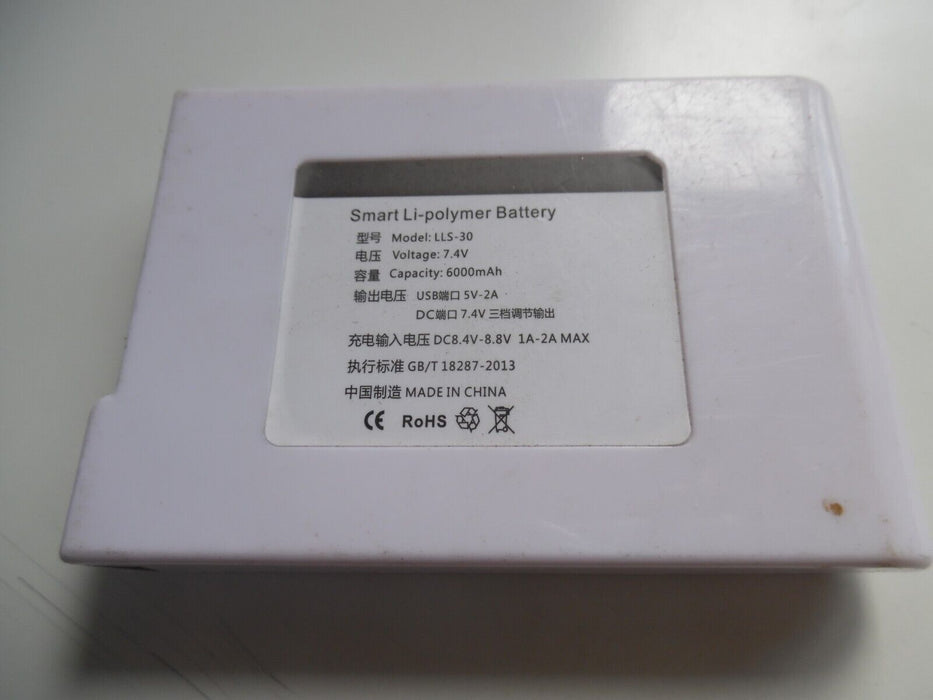 Smart Li-polymer Battery
型号 Model: LLS-30
电压 Voltage: 7.4V
容量 Capacity: 6000mAh
输出电压 USB端口 5V-2A
DC端口 7.4V 三档调节输出
充电输入电压 DC8.4V-8.8V 1A-2A MAX
执行标准 GB/T 18287-2013
中国制造 MADE IN CHINA
CE RoHS